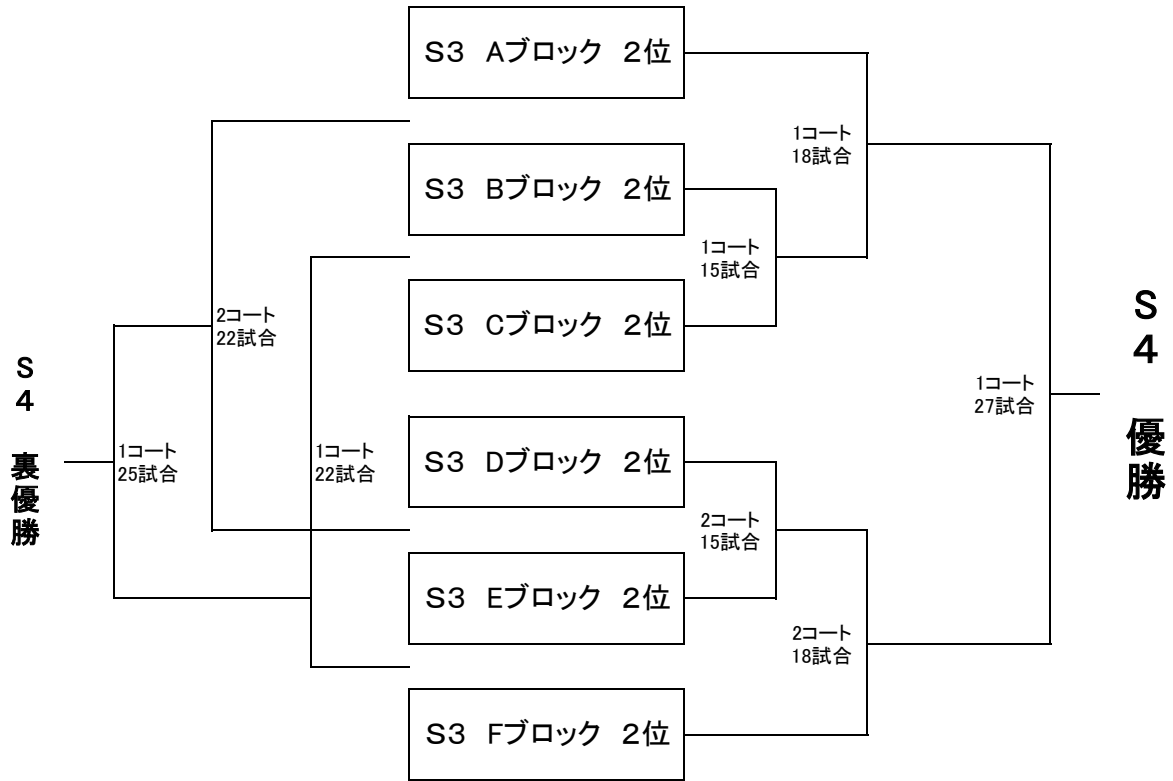 S3　Aブロック　2位
1コート
18試合
S3　Bブロック　2位
1コート
15試合
S3　Cブロック　2位
2コート
22試合
S4　優勝
1コート
27試合
S4　裏優勝
1コート
25試合
1コート
22試合
S3　Dブロック　2位
2コート
15試合
S3　Eブロック　2位
2コート
18試合
S3　Fブロック　2位